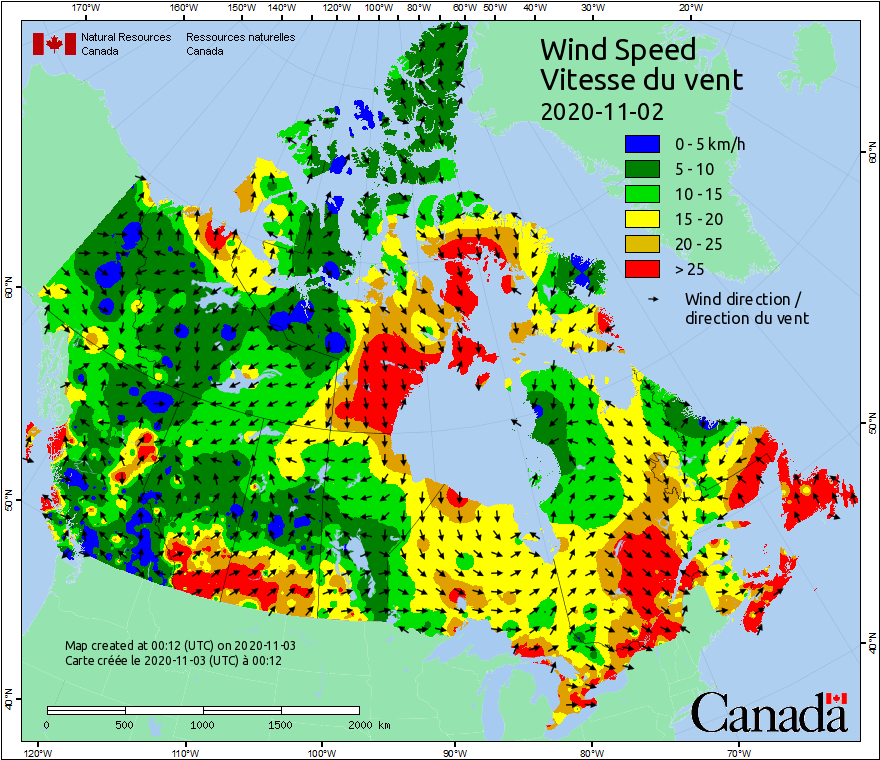 170°W 160°W 150°W 140°W 130°W 120°W 110°W 100°W 90°W 80°W 60°W 50°W 40°W 30°W 20°W
Natural Resources Ressources naturelles
Canada Canada
Wind Speed
Vitesse du vent
2020-11-02
0 - 5 km/h
5 - 10
10 - 15
15 - 20
20 - 25
> 25
Wind direction /
direction du vent
60°N
60°N
50°N
50°N
40°N
40°N
Map created at 00:12 (UTC) on 2020-11-03
Carte créée le 2020-11-03 (UTC) à 00:12
0 500 1000 1500 2000 km
Canada
120°W 110°W 100°W 90°W 80°W 70°W